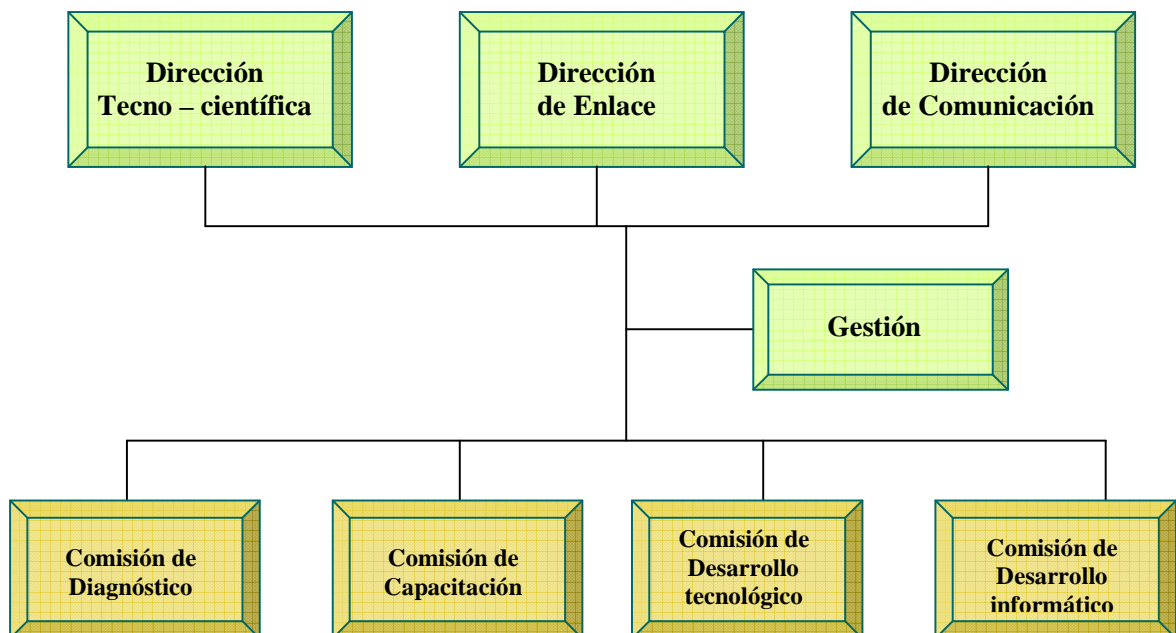 Dirección
Tecno – científica
Dirección
de Enlace
Dirección
de Comunicación
Gestión
Comisión de
Diagnóstico
Comisión de
Capacitación
Comisión de
Desarrollo
tecnológico
Comisión de
Desarrollo
informático